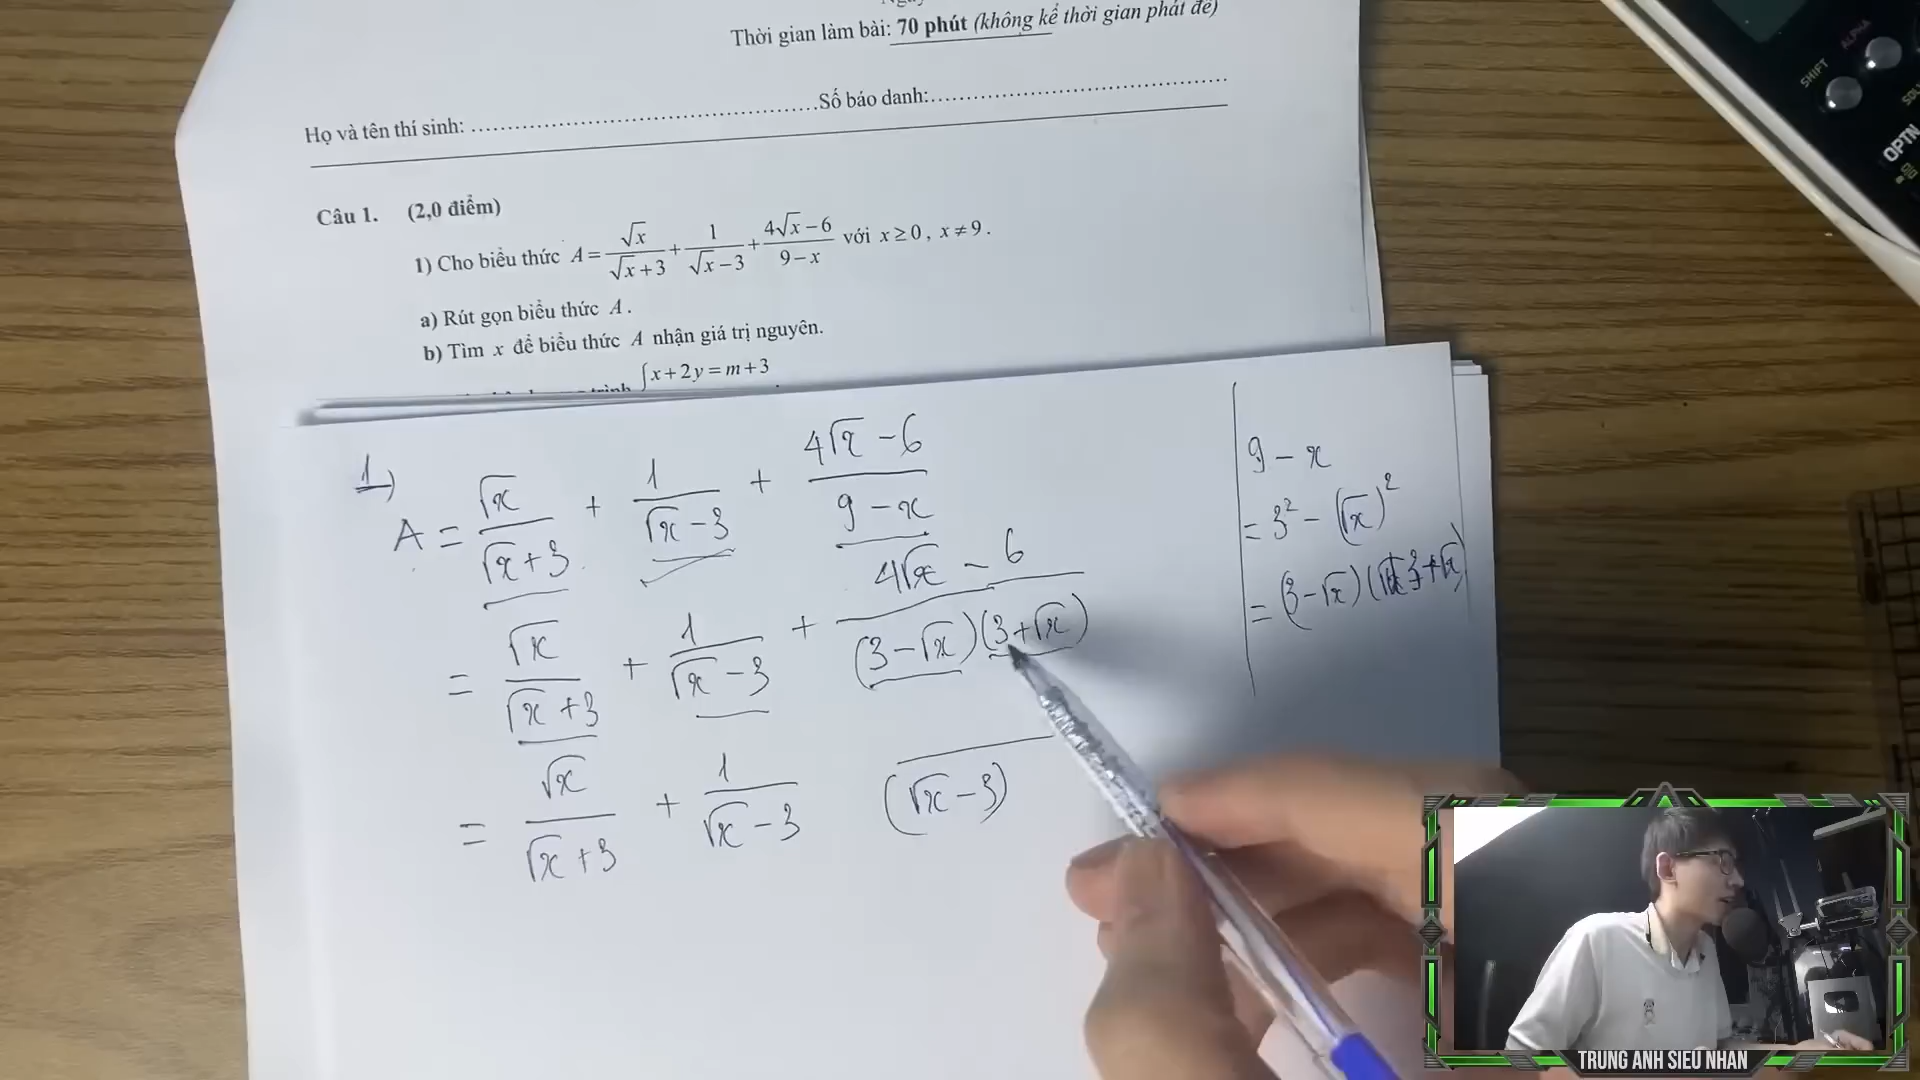 Thời gian làm bài: 70 phút (không kể thời gian phát đề)
Họ và tên thí sinh: ........................ Số báo danh: ........................
Câu 1. (2,0 điểm)
1) Cho biểu thức A = √x/(√x+3) + 1/(√x−3) + (4√x−6)/(9−x) với x ≥ 0, x ≠ 9.
a) Rút gọn biểu thức A.
b) Tìm x để biểu thức A nhận giá trị nguyên.
{x+2y=m+3
1)
A = √x/(√x+3) + 1/(√x−3) + (4√x−6)/(9−x)
= √x/(√x+3) + 1/(√x−3) + (4√x−6)/((3−√x)(3+√x))
= √x/(√x+3) + 1/(√x−3) (√x−3)
9 − x
= 3² − (√x)²
= (3−√x)(3+√x)
SHIFT
ALPHA
OPTN
TRUNG ANH SIEU NHAN